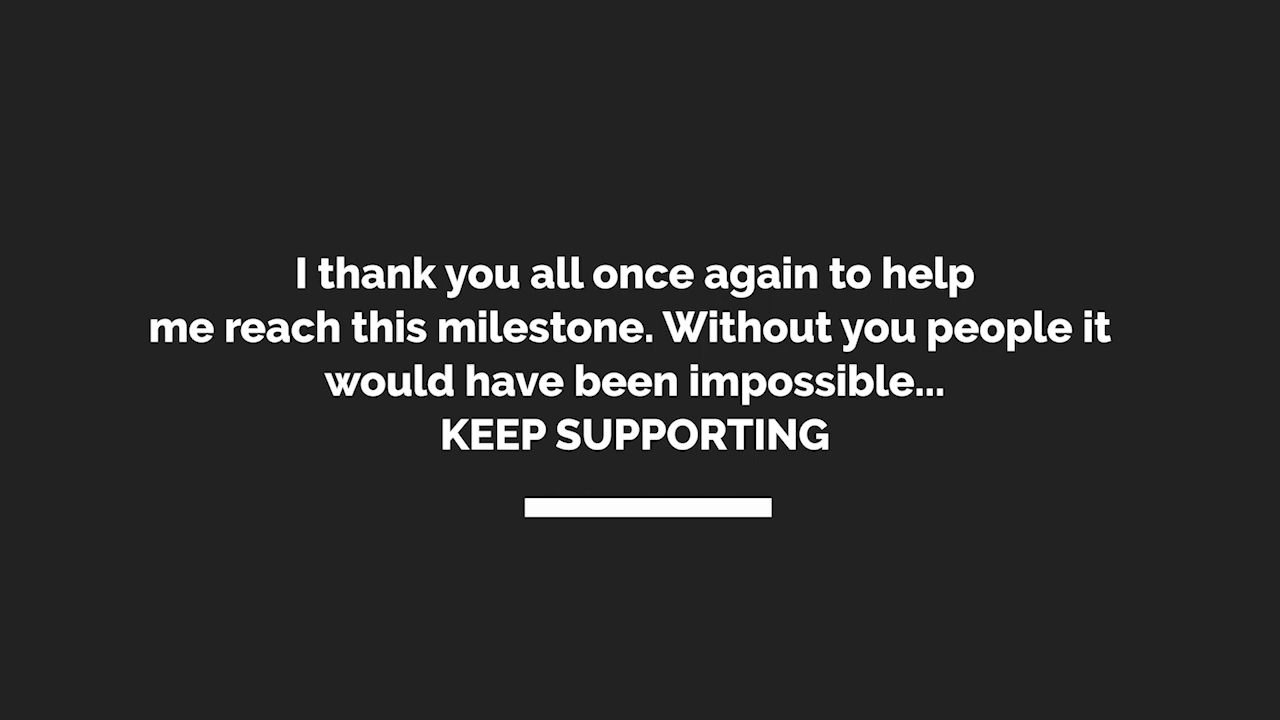 I thank you all once again to help
me reach this milestone. Without you people it
would have been impossible...
KEEP SUPPORTING